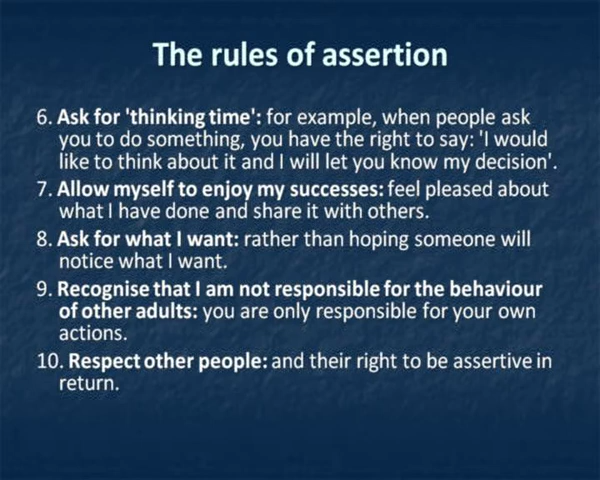 The rules of assertion
6. Ask for 'thinking time': for example, when people ask
you to do something, you have the right to say: 'I would
like to think about it and I will let you know my decision'.
7. Allow myself to enjoy my successes: feel pleased about
what I have done and share it with others.
8. Ask for what I want: rather than hoping someone will
notice what I want.
9. Recognise that I am not responsible for the behaviour
of other adults: you are only responsible for your own
actions.
10. Respect other people: and their right to be assertive in
return.